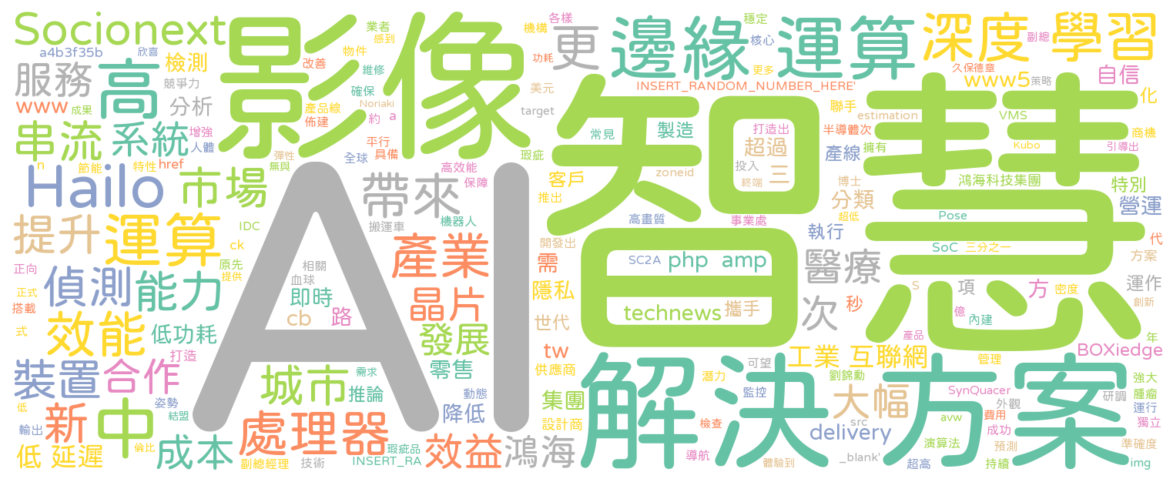 Socionext
影像
更
邊緣 運算
深度 學習
a4b3f35b
欣喜
業者
感到
機構
各樣
穩定
核心
副總
服務
檢測
高
改善
物件
維修
功耗
更多
久保德章
www5
策略
自信
化
競爭力
INSERT_RANDOM_NUMBER_HERE'
www
成果
分析
產品線
佈建
確保
約
a
Noriaki
美元
target
聯手
estimation
VMS
商機
串流
系統
增強
人體
平行
具備
常見
製造
打造出
半導體次
擁有
Kubo
引導出
n
節能
特性
href
彈性
無與
瑕疵
超過
產線
Hailo
市場
帶來
全球
高效能
保障
客戶
zoneid
投入
終端
三
博士
鴻海科技集團
特別
智慧
AI
提升
運算
IDC
ck
機器人
搬運車
推出
高畫質
事業處
分類
超低
執行
Pose
營運
產業
開發出
正向
偵測
能力
原先
提供
相關
血球
需
SC2A
php
amp
醫療
SoC
三分之一
代
方案
正式
搭載
即時
cb
路
晶片
隱私
technews
攜手
次
秒
S
項
方
密度
運作
效能
低功耗
發展
世代
億
內建
創新
式
打造
tw
產品
年
裝置
合作
城市
推論
需求
零售
供應商
可望
工業
互聯網
管理
BOXiedge
姿勢
結盟
動態
降低
集團
解決方案
潛力
監控
劉錦勳
大幅
SynQuacer
外觀
研調
強大
腫瘤
運行
低
新
中
處理器
設計商
src
avw
費用
成功
獨立
輸出
偏比
成本
瑕疵品
效益
鴻海
檢查
delivery
演算法
預測
準確度
低
延遲
副總經理
技術
INSERT_RA
導航
體驗到
_blank'
超高
持續
img